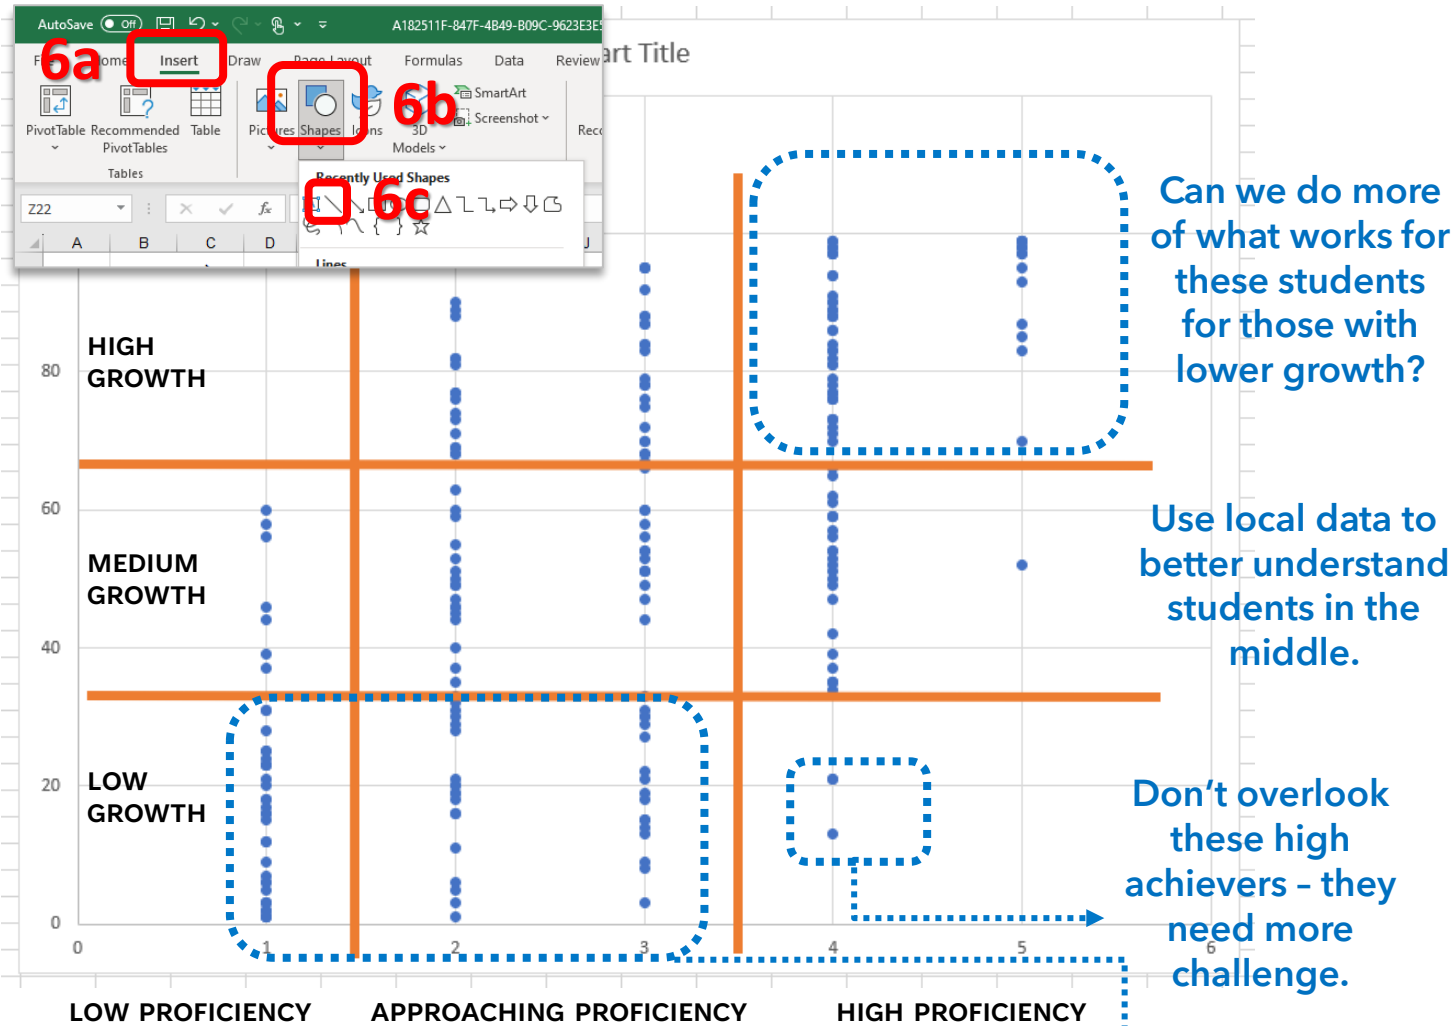 AutoSave Off A182511F-847F-4B49-B09C-9623E3E5
6a
Insert Draw Page Layout Formulas Data Review
6b
SmartArt
Screenshot
PivotTable Recommended PivotTables Table Pictures Shapes Icons 3D Models
Tables
Recently Used Shapes
6c
Z22 fx
A B C D J
Lines
art Title
80
60
40
20
0
0 1 2 3 4 5 6
HIGH
GROWTH
MEDIUM
GROWTH
LOW
GROWTH
Can we do more
of what works for
these students
for those with
lower growth?
Use local data to
better understand
students in the
middle.
Don't overlook
these high
achievers – they
need more
challenge.
LOW PROFICIENCY APPROACHING PROFICIENCY HIGH PROFICIENCY